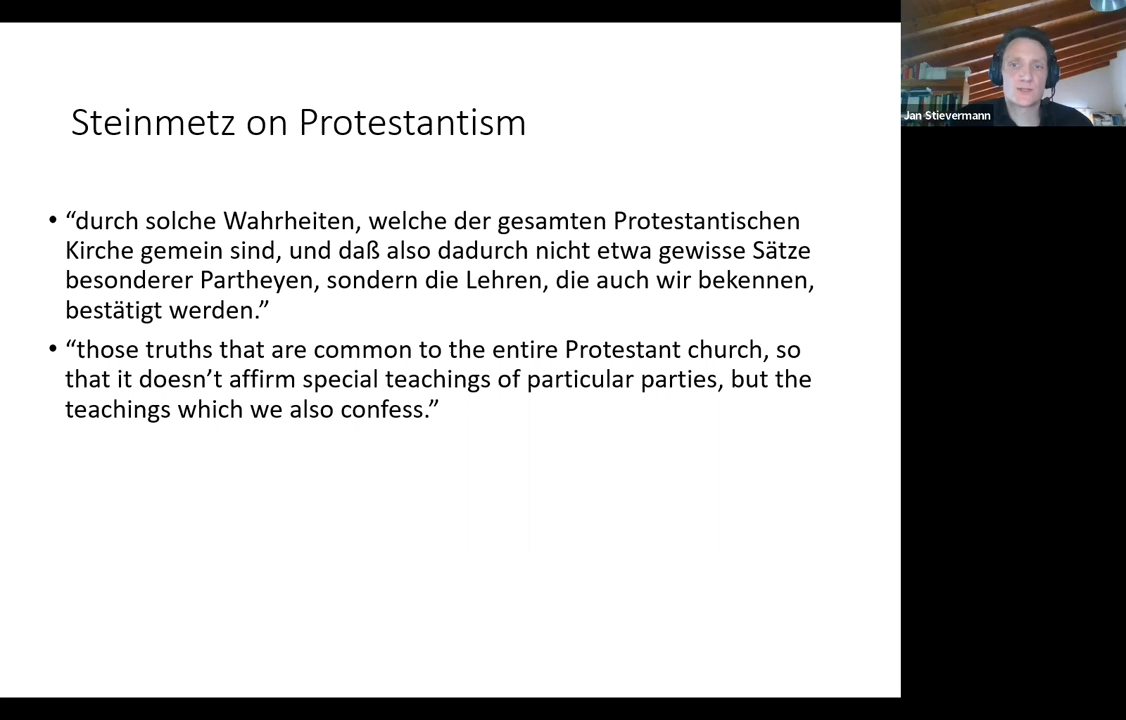 Steinmetz on Protestantism
• “durch solche Wahrheiten, welche der gesamten Protestantischen
Kirche gemein sind, und daß also dadurch nicht etwa gewisse Sätze
besonderer Partheyen, sondern die Lehren, die auch wir bekennen,
bestätigt werden.”
• “those truths that are common to the entire Protestant church, so
that it doesn’t affirm special teachings of particular parties, but the
teachings which we also confess.”
Jan Stievermann